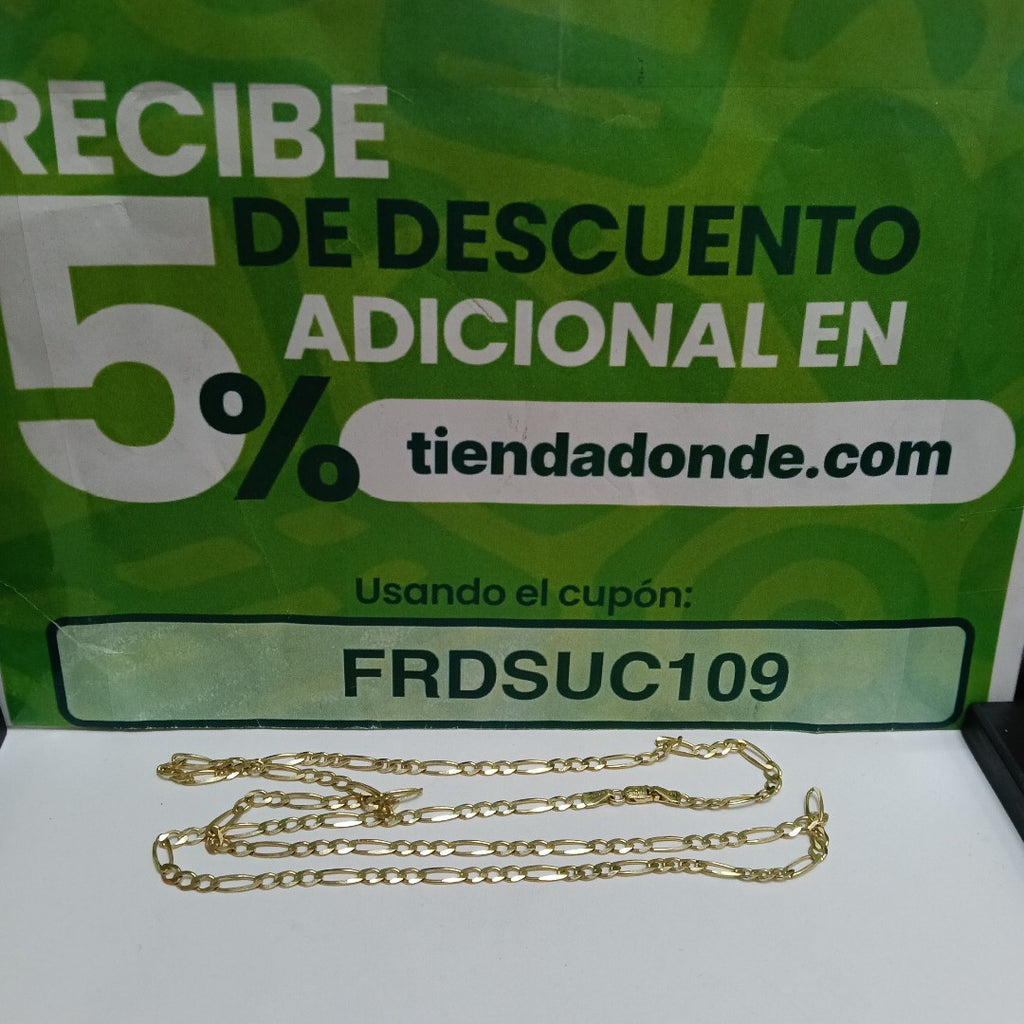 RECIBE
5% DE DESCUENTO
ADICIONAL EN
tiendadonde.com
Usando el cupón:
FRDSUC109